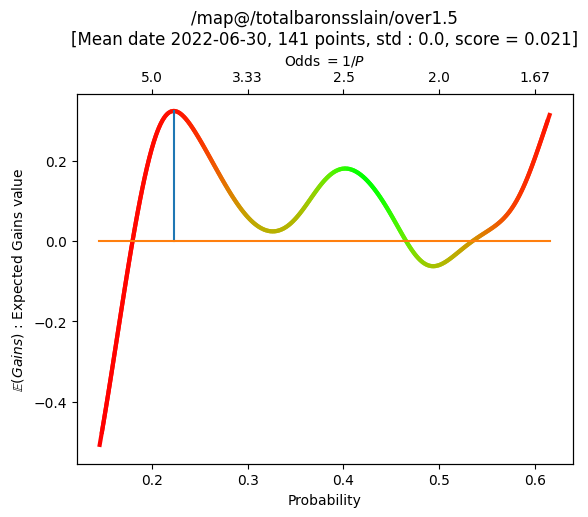 /map@/totalbaronsslain/over1.5
[Mean date 2022-06-30, 141 points, std : 0.0, score = 0.021]
Odds = 1/P
5.0 3.33 2.5 2.0 1.67
𝔼(Gains) : Expected Gains value
0.2
0.0
−0.2
−0.4
0.2 0.3 0.4 0.5 0.6
Probability